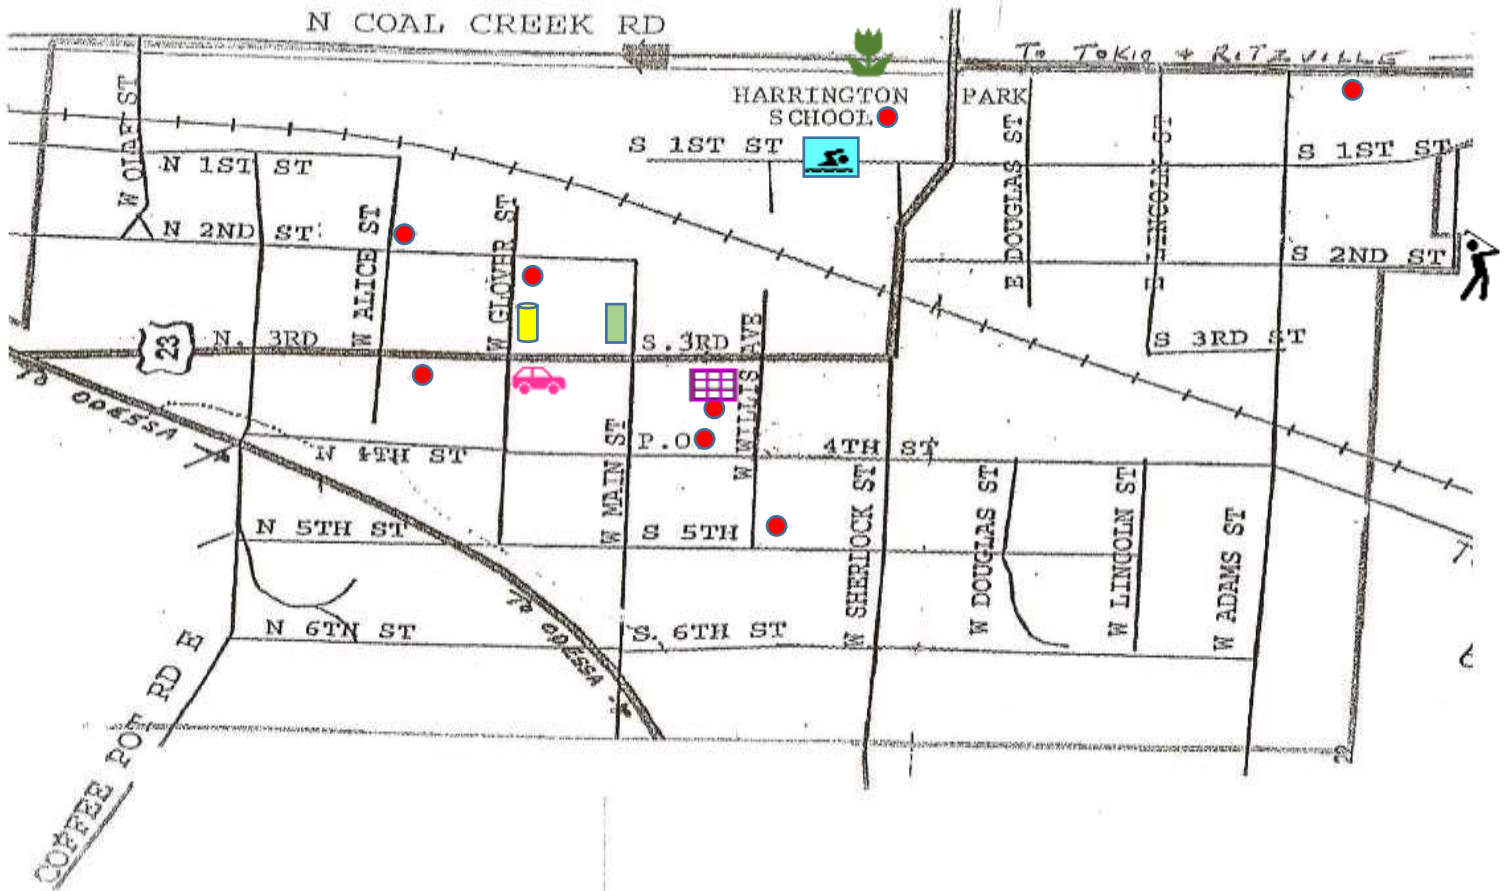 N COAL CREEK RD
TO TOKIO & RITZVILLE
HARRINGTON
SCHOOL
PARK
S 1ST ST
S 1ST ST
N 1ST ST
N 2ND ST
S 2ND ST
W ALICE ST
W GLOVER ST
E DOUGLAS ST
E LINCOLN ST
23
N. 3RD
S.3RD
S 3RD ST
W WILLIS AVE
To
ODESSA
W MAIN ST
P.O
N 4TH ST
4TH ST
N 5TH ST
S 5TH
W SHERLOCK ST
W DOUGLAS ST
W LINCOLN ST
W ADAMS ST
N 6TH ST
S. 6TH ST
To ODESSA
COFFEE POT RD E